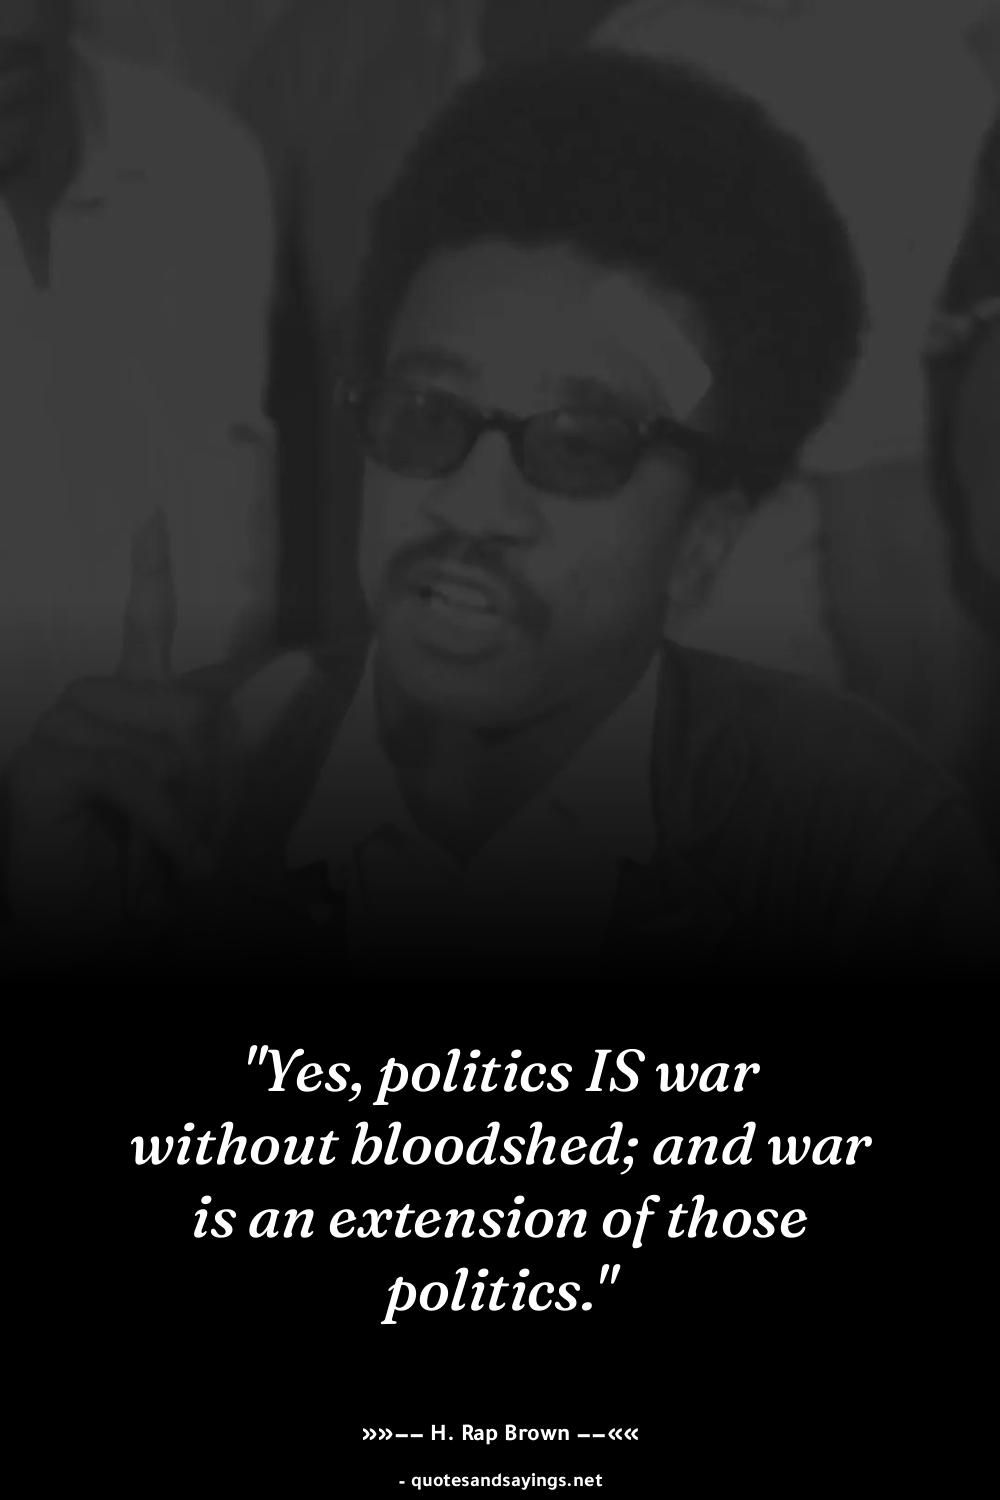 "Yes, politics IS war
without bloodshed; and war
is an extension of those
politics."
»»–– H. Rap Brown ––««
- quotesandsayings.net